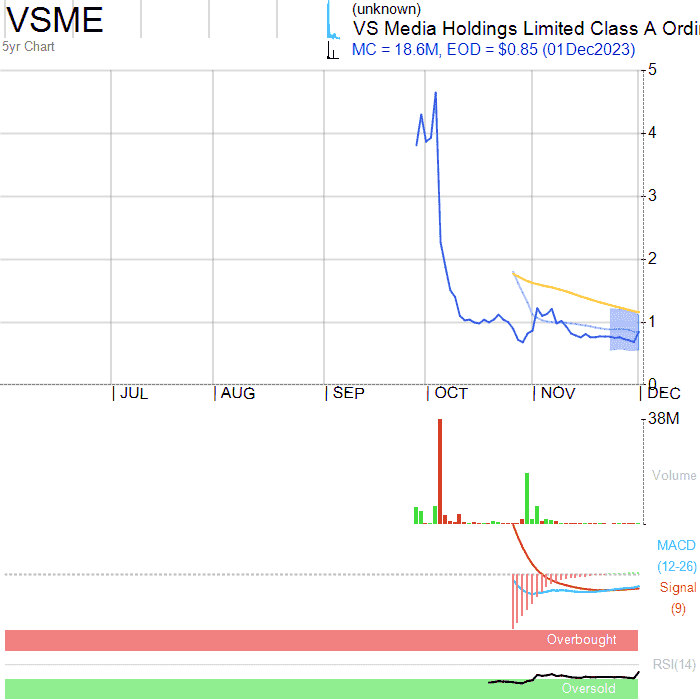 VSME
(unknown)
VS Media Holdings Limited Class A Ordi
5yr Chart
MC = 18.6M, EOD = $0.85 (01Dec2023)
5
4
3
2
1
0
JUL AUG SEP OCT NOV DEC
38M
Volume
MACD
(12-26)
Signal
(9)
Overbought
RSI(14)
Oversold